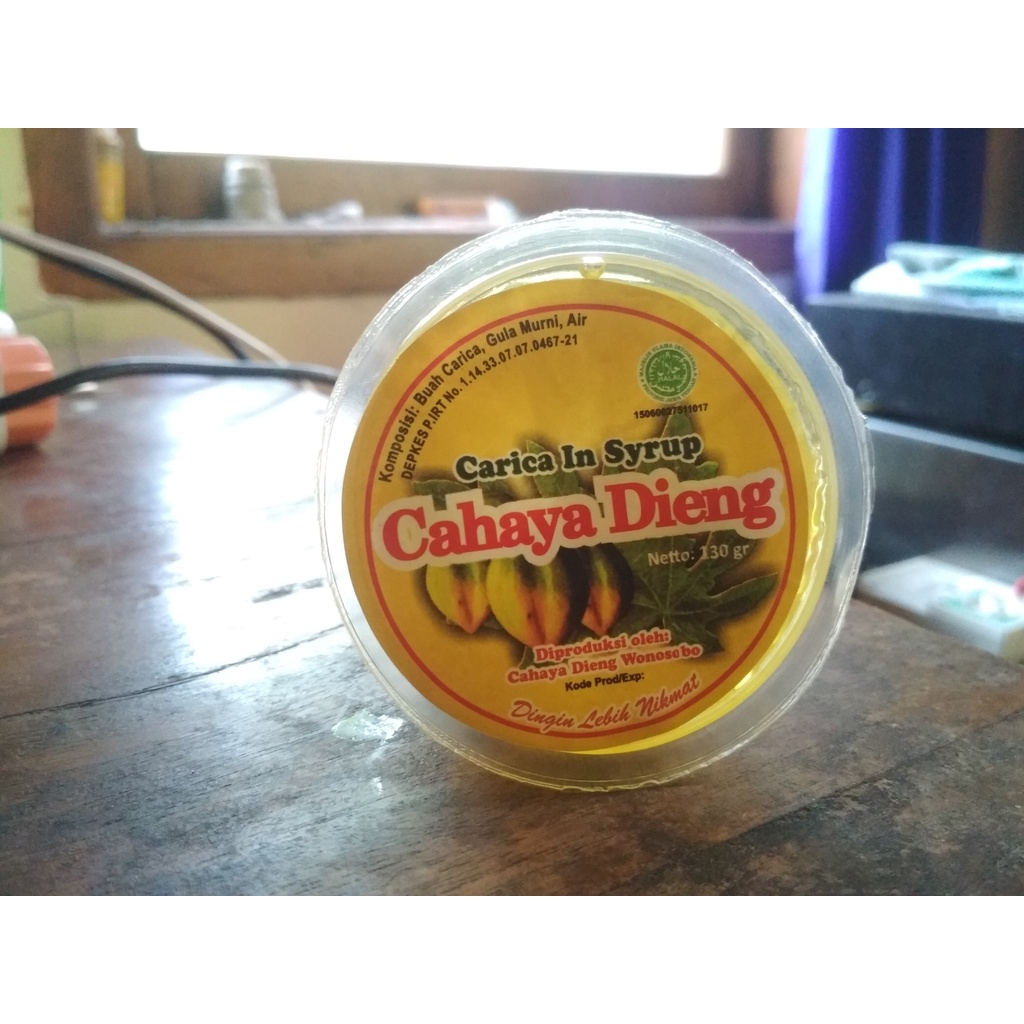 Komposisi: Buah Carica, Gula Murni, Air
DEPKES P.IRT No.1.14.33.07.07.0467-21
HALAL
15060027511017
Carica In Syrup
Cahaya Dieng
Netto: 130 gr
Diproduksi oleh:
Cahaya Dieng Wonosobo
Kode Prod/Exp:
Dingin Lebih Nikmat